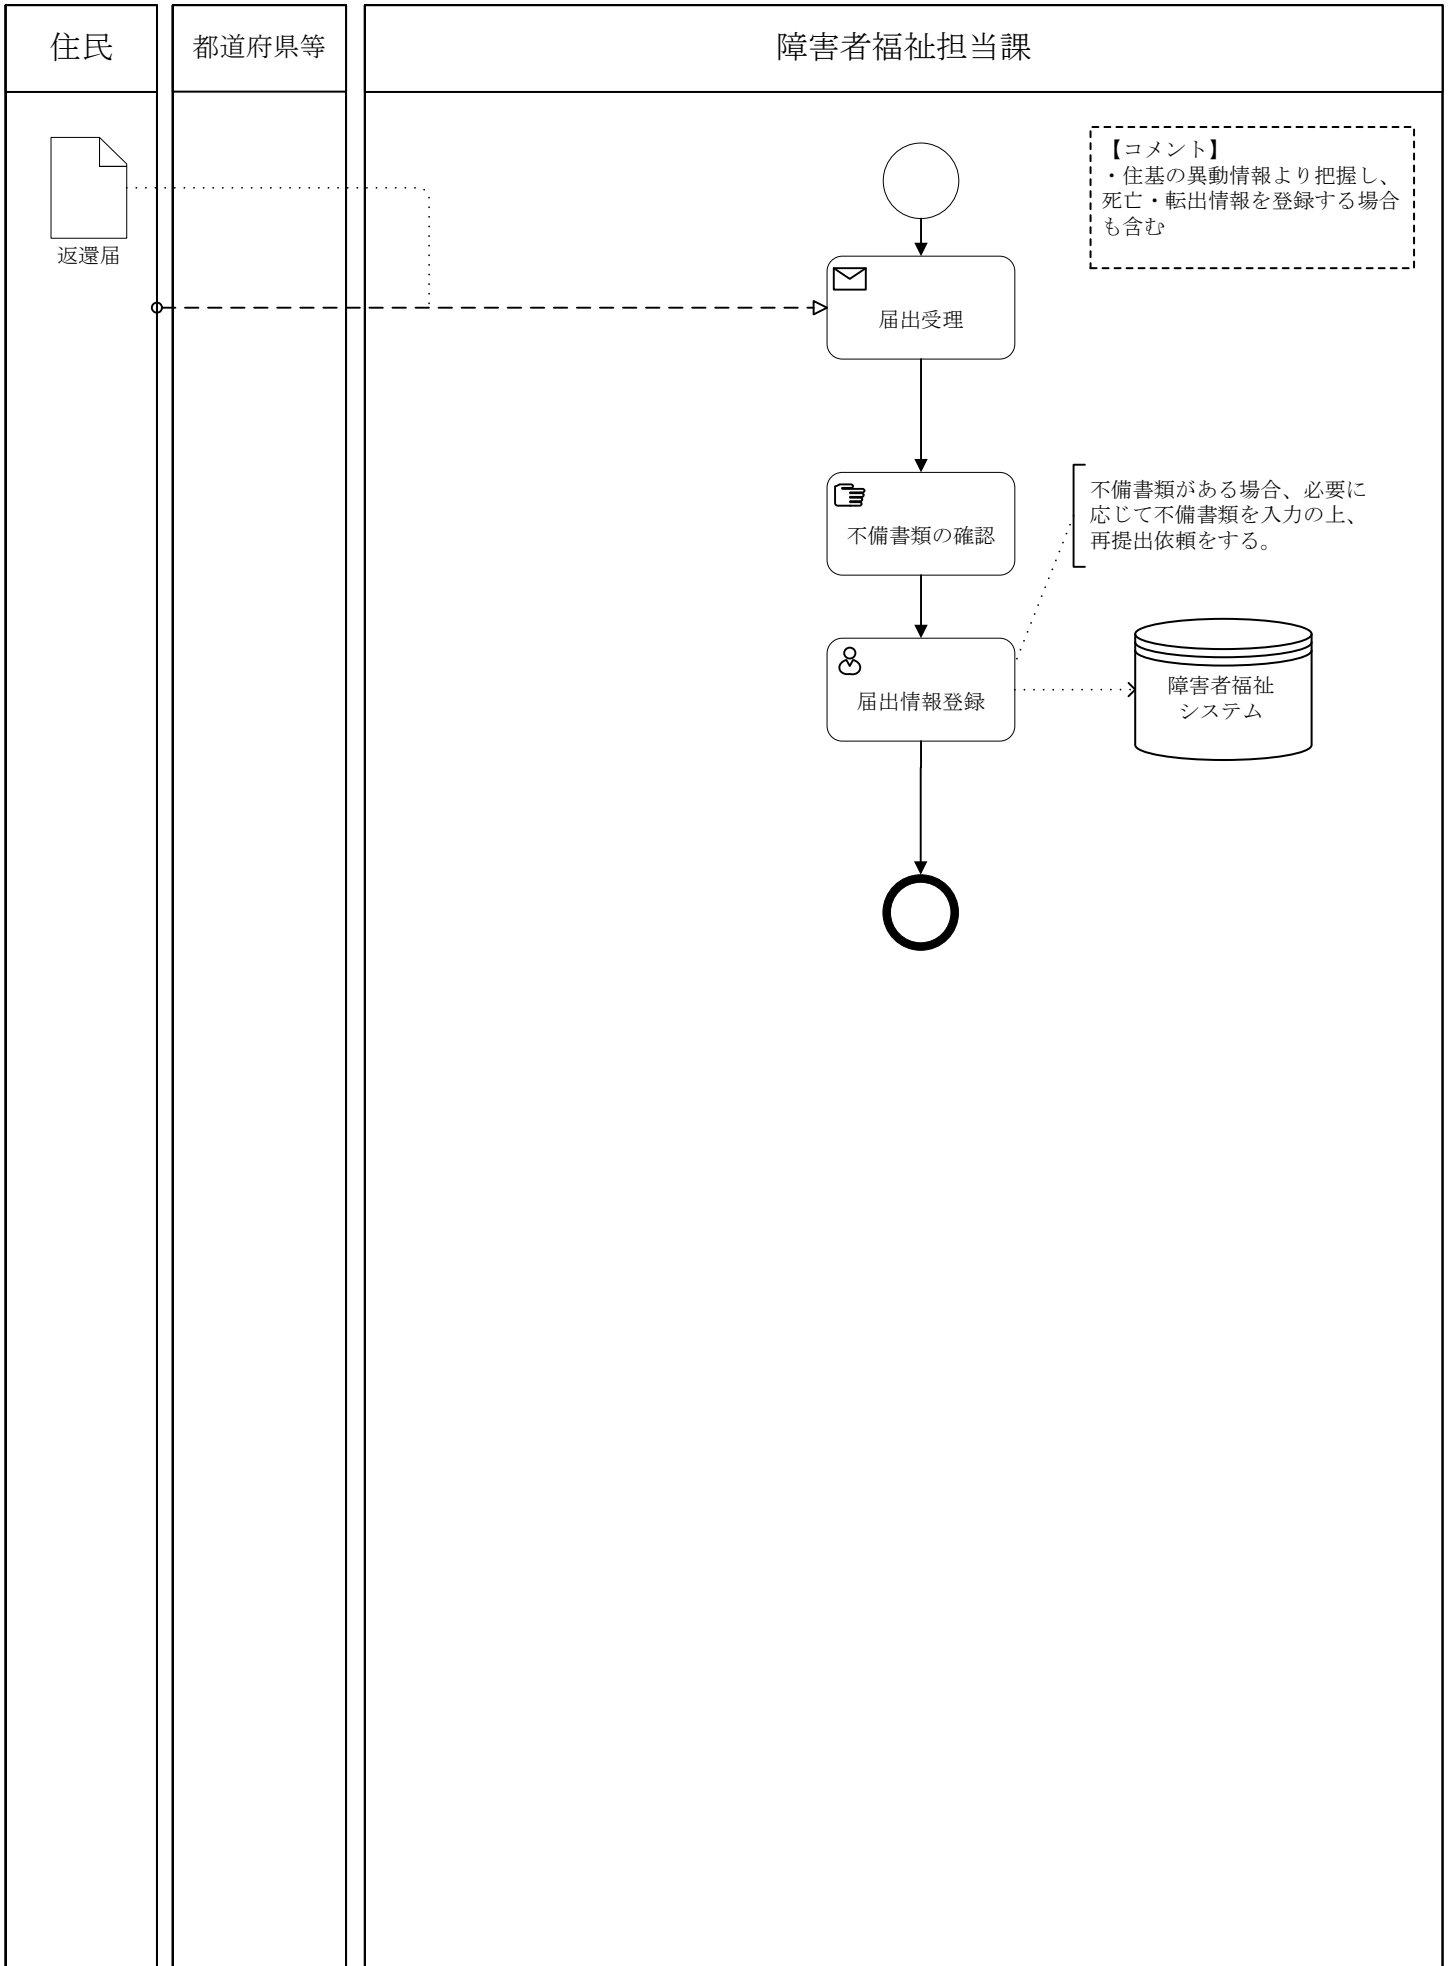 住民
都道府県等
障害者福祉担当課
返還届
【コメント】
・住基の異動情報より把握し、
死亡・転出情報を登録する場合
も含む
届出受理
不備書類の確認
不備書類がある場合、必要に
応じて不備書類を入力の上、
再提出依頼をする。
届出情報登録
障害者福祉
システム